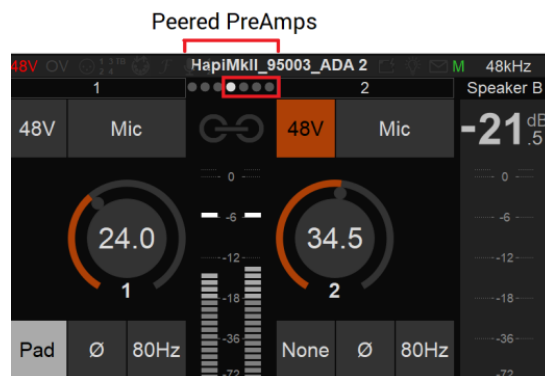 Peered PreAmps
48V OV HapiMkII_95003_ADA 2 M 48kHz
1 2 Speaker B
48V Mic 48V Mic -21.5 dB
0 0
-6 -6
24.0 34.5
-12 -12
1 2
-18 -18
Pad Ø 80Hz -36 None Ø 80Hz -36
-72 -72